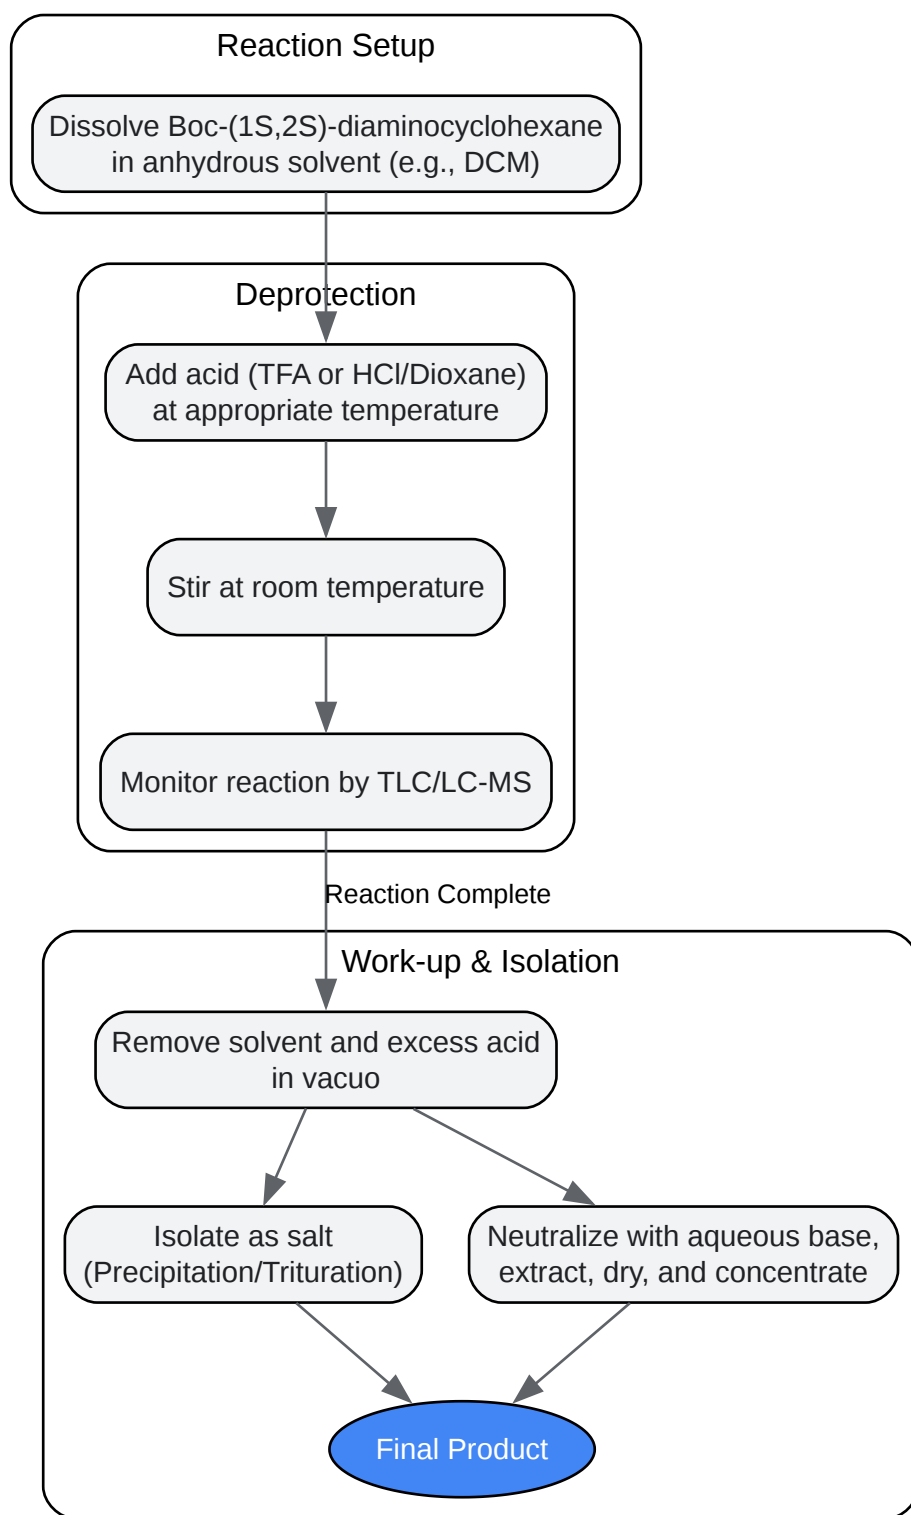 Reaction Setup
Dissolve Boc-(1S,2S)-diaminocyclohexane
in anhydrous solvent (e.g., DCM)
Deprotection
Add acid (TFA or HCl/Dioxane)
at appropriate temperature
Stir at room temperature
Monitor reaction by TLC/LC-MS
Reaction Complete
Work-up & Isolation
Remove solvent and excess acid
in vacuo
Isolate as salt
(Precipitation/Trituration)
Neutralize with aqueous base,
extract, dry, and concentrate
Final Product